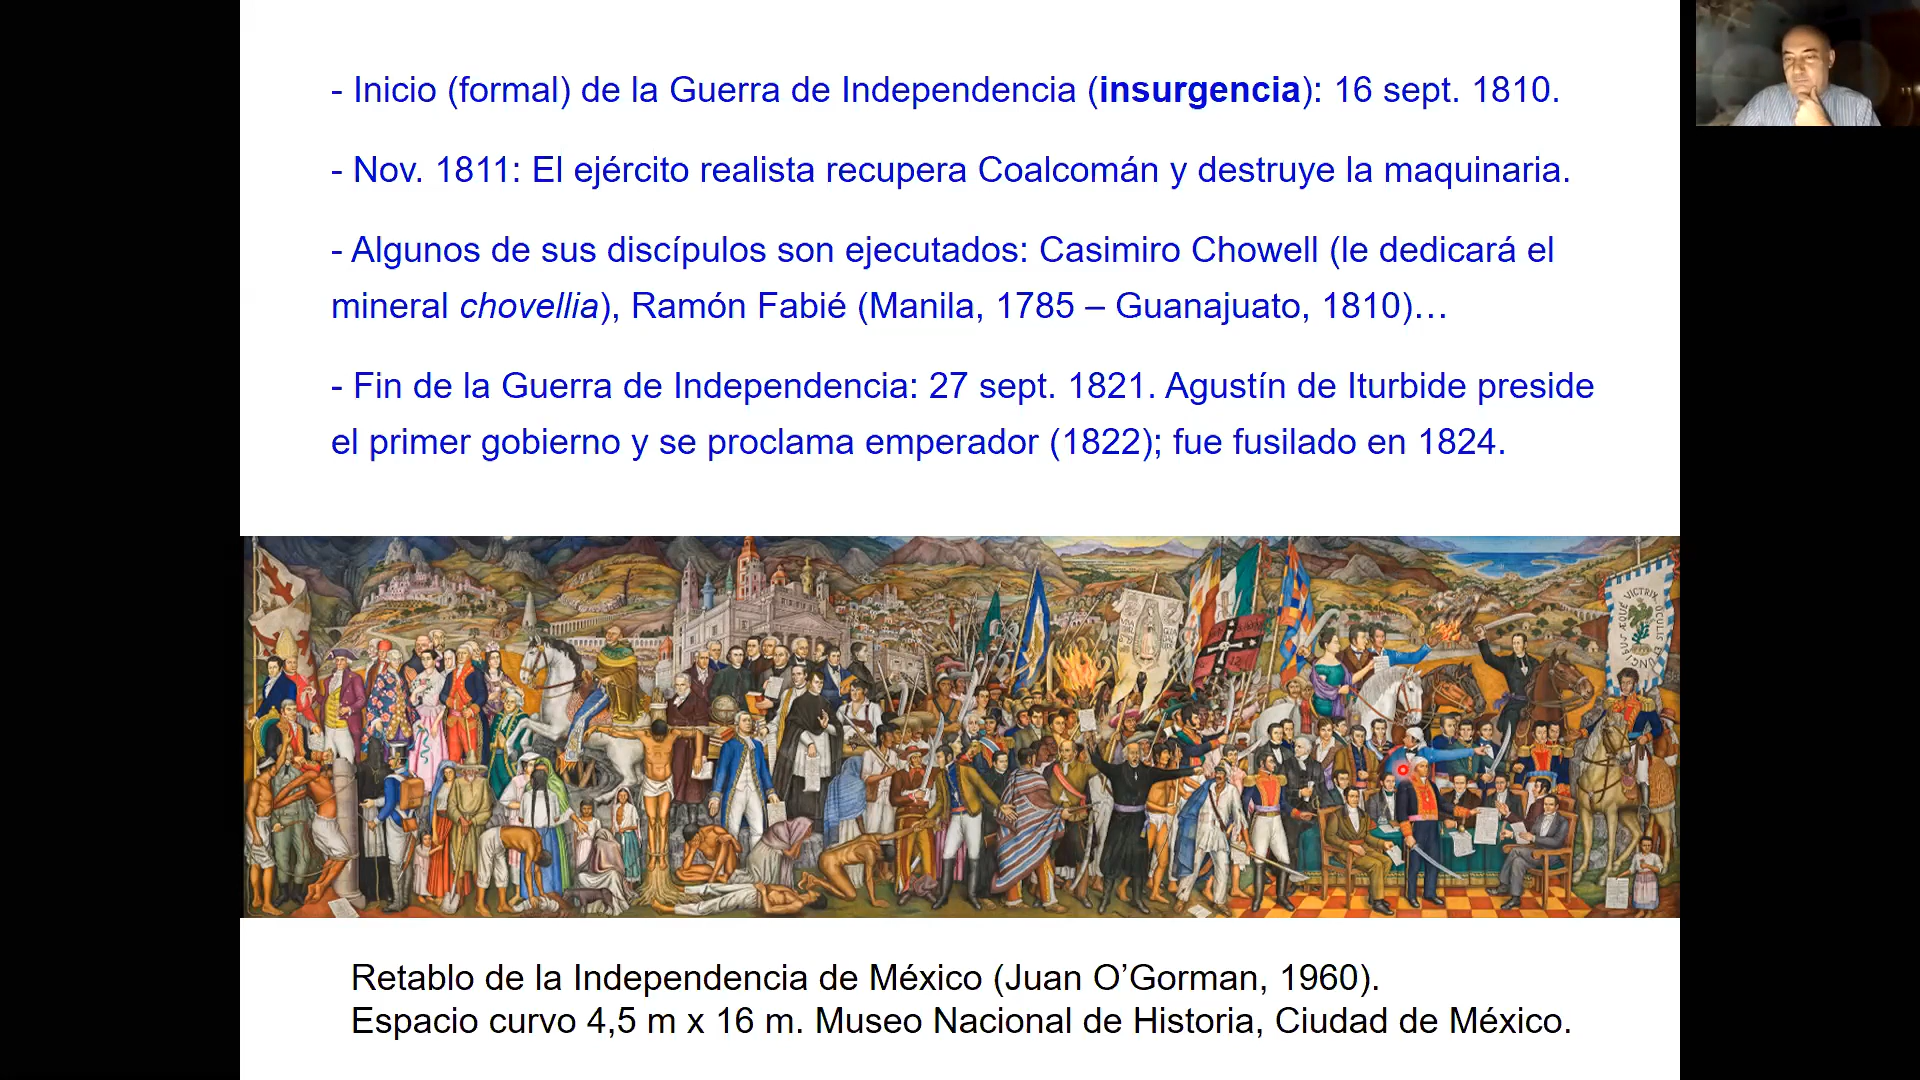 - Inicio (formal) de la Guerra de Independencia (insurgencia): 16 sept. 1810.
- Nov. 1811: El ejército realista recupera Coalcomán y destruye la maquinaria.
- Algunos de sus discípulos son ejecutados: Casimiro Chowell (le dedicará el
mineral chovellia), Ramón Fabié (Manila, 1785 – Guanajuato, 1810)…
- Fin de la Guerra de Independencia: 27 sept. 1821. Agustín de Iturbide preside
el primer gobierno y se proclama emperador (1822); fue fusilado en 1824.
Retablo de la Independencia de México (Juan O’Gorman, 1960).
Espacio curvo 4,5 m x 16 m. Museo Nacional de Historia, Ciudad de México.